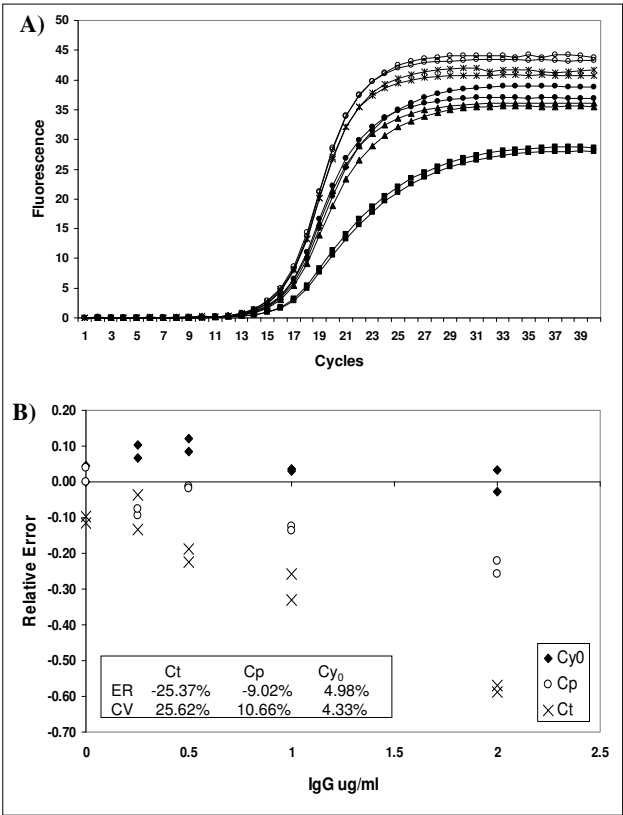 A)
50
45
40
35
30
25
20
15
10
5
0
Fluorescence
1 3 5 7 9 11 13 15 17 19 21 23 25 27 29 31 33 35 37 39
Cycles
B)
0.20
0.10
0.00
-0.10
-0.20
-0.30
-0.40
-0.50
-0.60
-0.70
Relative Error
Ct Cp Cy0
ER -25.37% -9.02% 4.98%
CV 25.62% 10.66% 4.33%
Cy0
Cp
Ct
0 0.5 1 1.5 2 2.5
IgG ug/ml